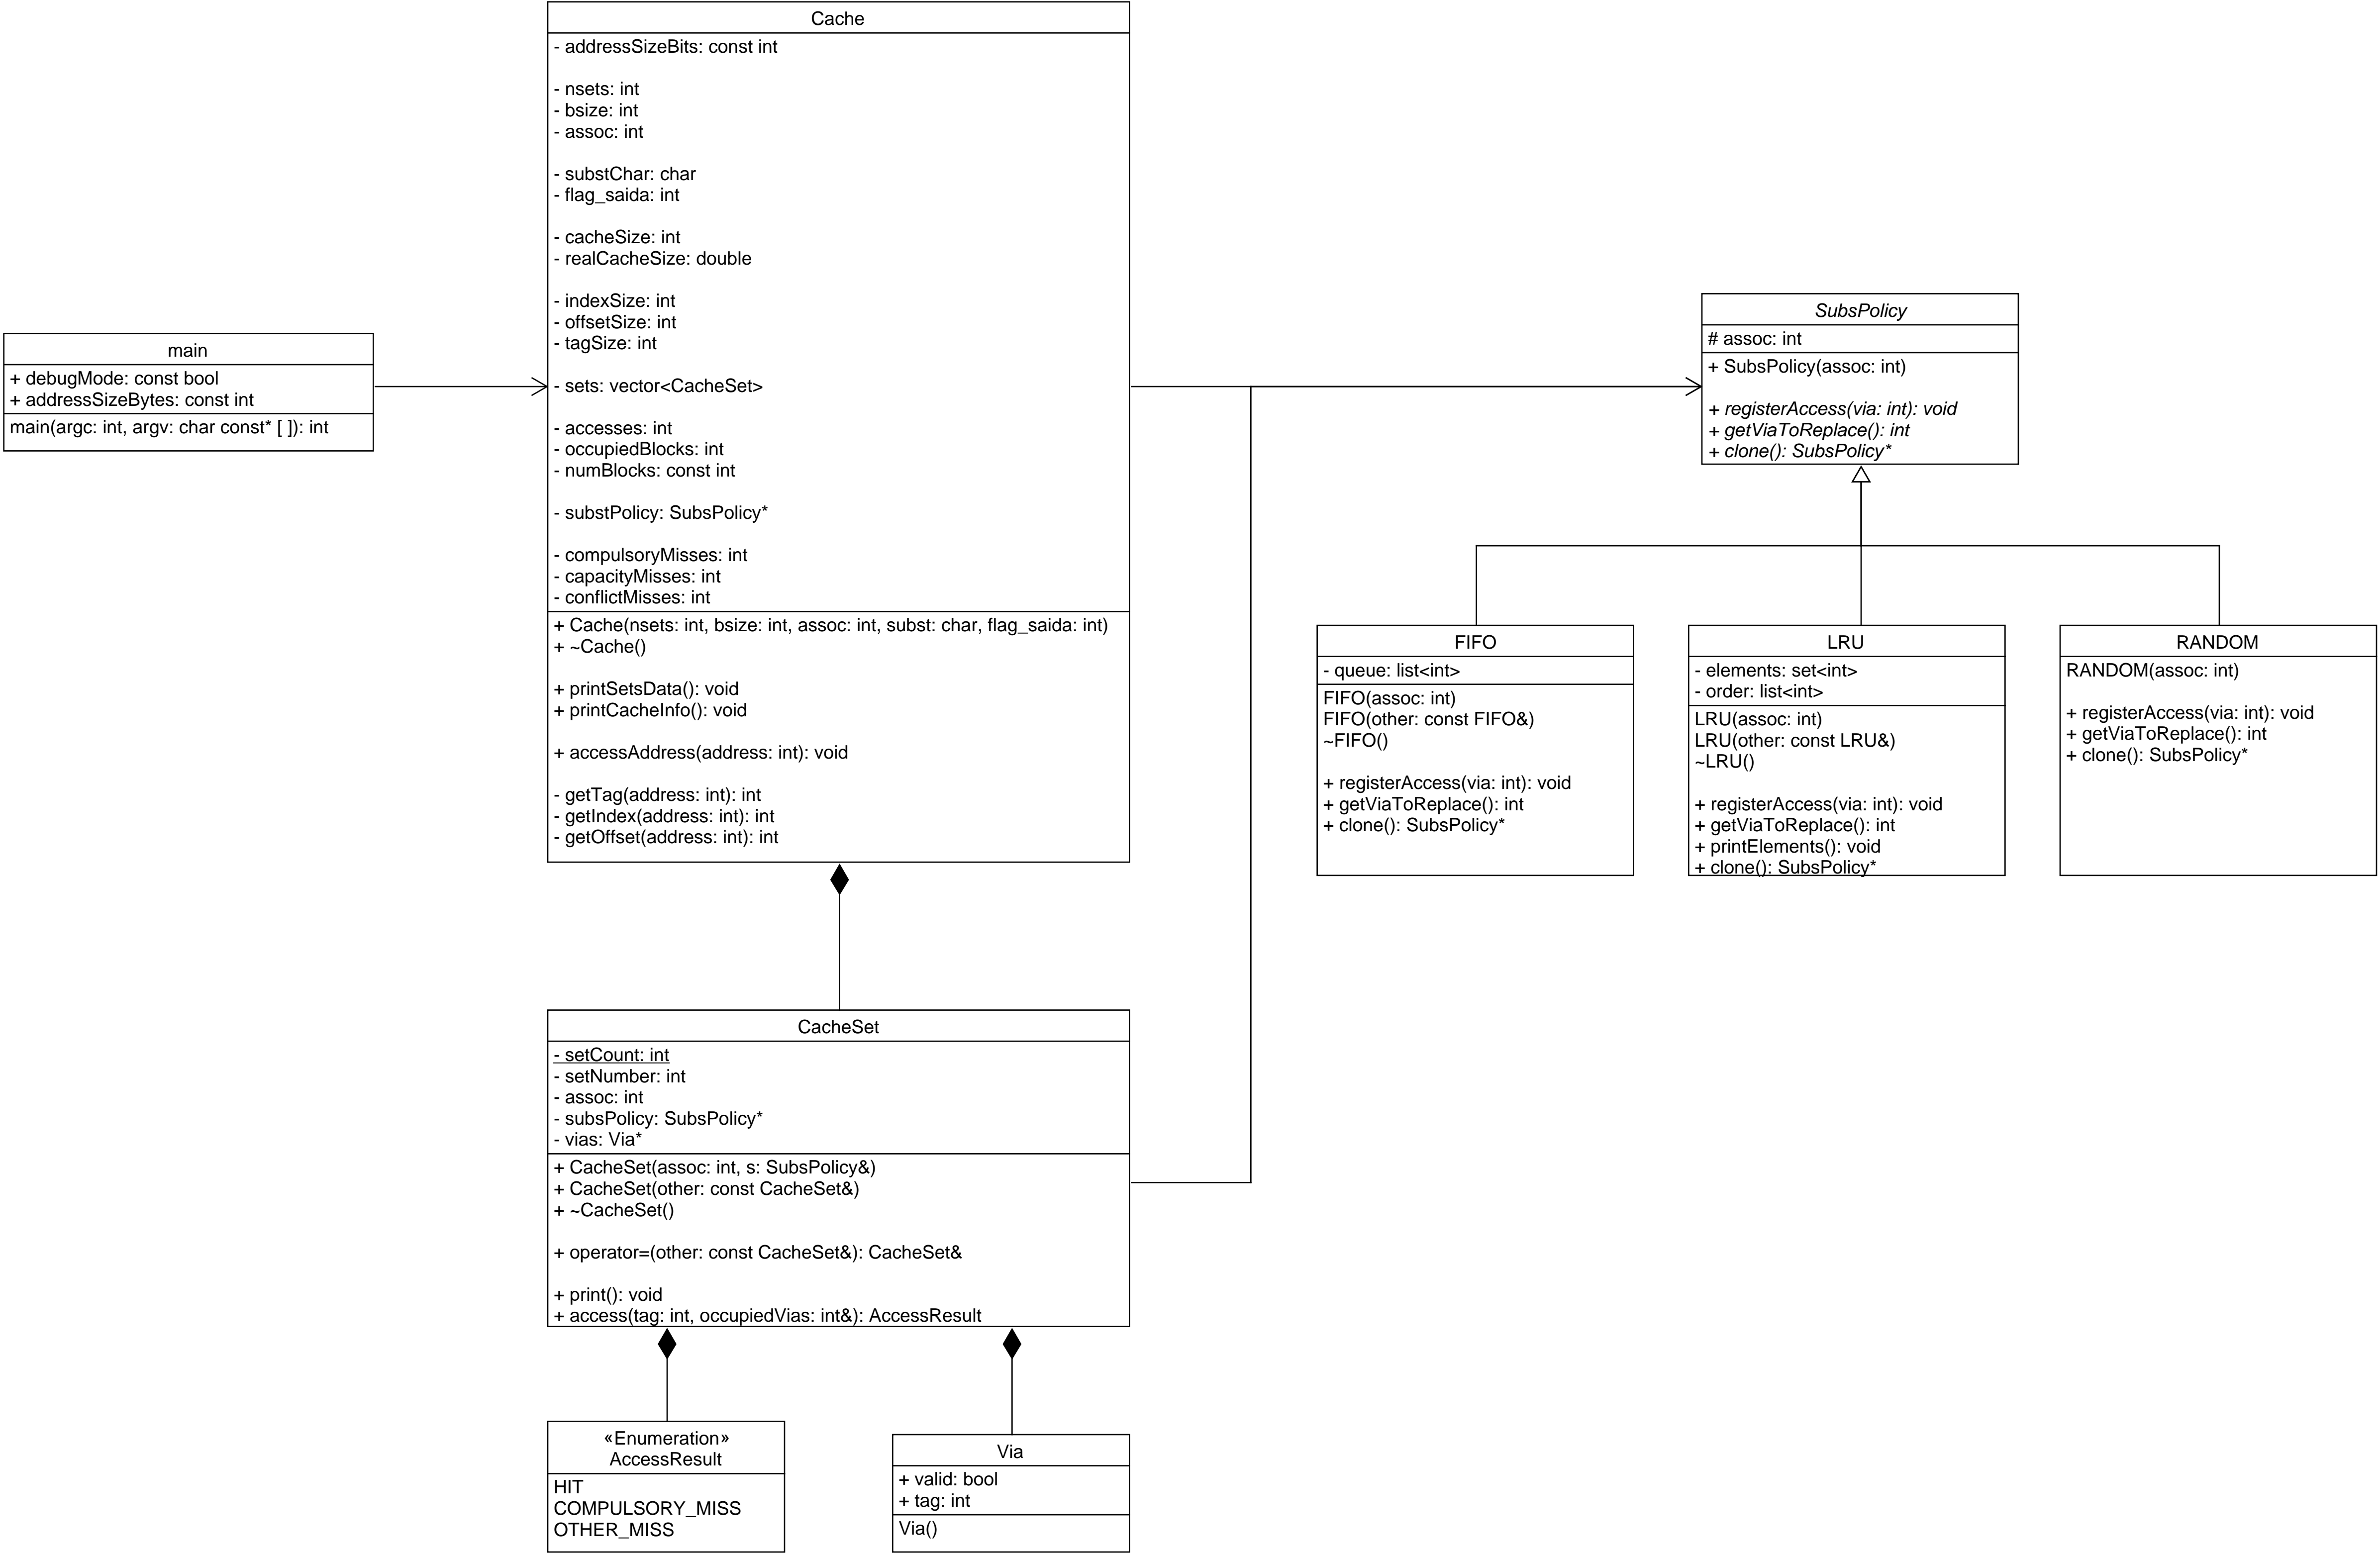 Cache
- addressSizeBits: const int
- nsets: int
- bsize: int
- assoc: int
- substChar: char
- flag_saida: int
- cacheSize: int
- realCacheSize: double
- indexSize: int
- offsetSize: int
- tagSize: int
- sets: vector<CacheSet>
- accesses: int
- occupiedBlocks: int
- numBlocks: const int
- substPolicy: SubsPolicy*
- compulsoryMisses: int
- capacityMisses: int
- conflictMisses: int
+ Cache(nsets: int, bsize: int, assoc: int, subst: char, flag_saida: int)
+ ~Cache()
+ printSetsData(): void
+ printCacheInfo(): void
+ accessAddress(address: int): void
- getTag(address: int): int
- getIndex(address: int): int
- getOffset(address: int): int
main
+ debugMode: const bool
+ addressSizeBytes: const int
main(argc: int, argv: char const* [ ]): int
SubsPolicy
# assoc: int
+ SubsPolicy(assoc: int)
+ registerAccess(via: int): void
+ getViaToReplace(): int
+ clone(): SubsPolicy*
FIFO
- queue: list<int>
FIFO(assoc: int)
FIFO(other: const FIFO&)
~FIFO()
+ registerAccess(via: int): void
+ getViaToReplace(): int
+ clone(): SubsPolicy*
LRU
- elements: set<int>
- order: list<int>
LRU(assoc: int)
LRU(other: const LRU&)
~LRU()
+ registerAccess(via: int): void
+ getViaToReplace(): int
+ printElements(): void
+ clone(): SubsPolicy*
RANDOM
RANDOM(assoc: int)
+ registerAccess(via: int): void
+ getViaToReplace(): int
+ clone(): SubsPolicy*
CacheSet
- setCount: int
- setNumber: int
- assoc: int
- subsPolicy: SubsPolicy*
- vias: Via*
+ CacheSet(assoc: int, s: SubsPolicy&)
+ CacheSet(other: const CacheSet&)
+ ~CacheSet()
+ operator=(other: const CacheSet&): CacheSet&
+ print(): void
+ access(tag: int, occupiedVias: int&): AccessResult
«Enumeration»
AccessResult
HIT
COMPULSORY_MISS
OTHER_MISS
Via
+ valid: bool
+ tag: int
Via()